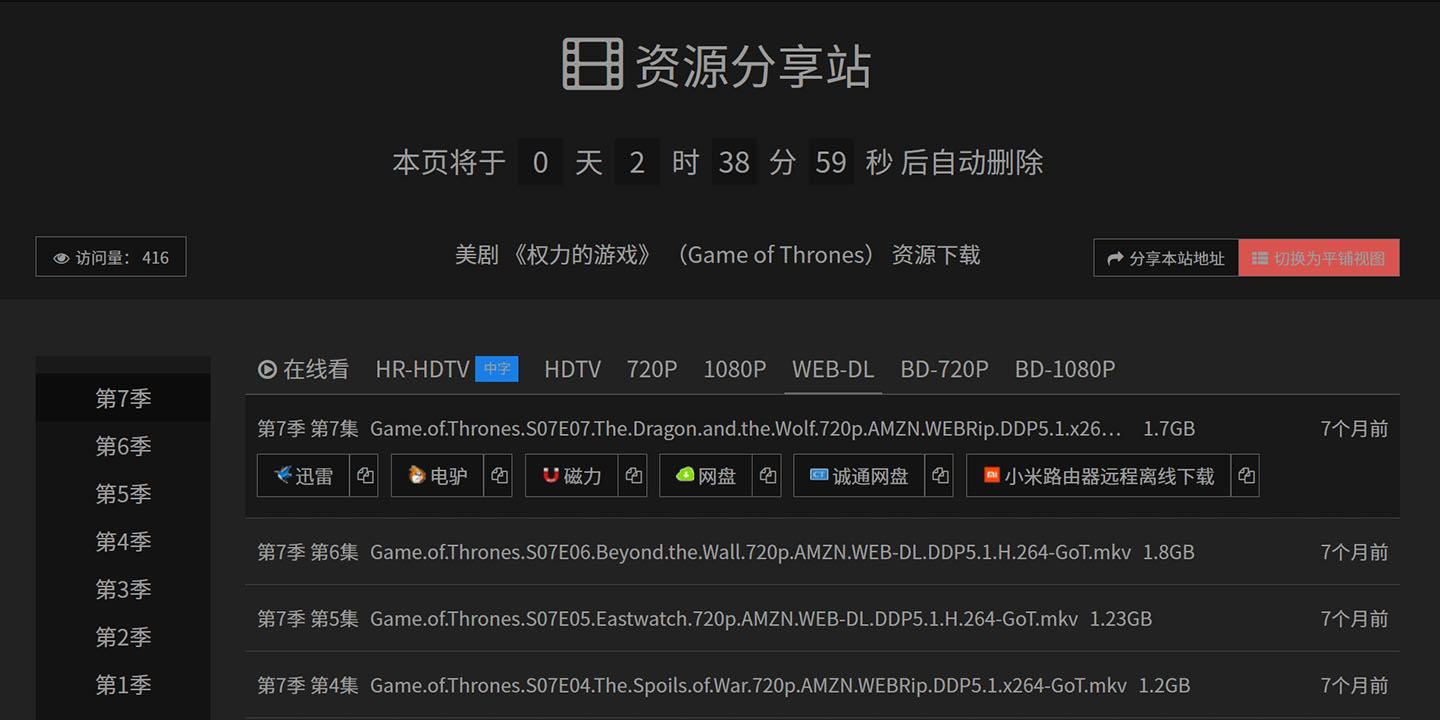 资源分享站
本页将于 0 天 2 时 38 分 59 秒 后自动删除
访问量： 416
美剧 《权力的游戏》 （Game of Thrones） 资源下载
分享本站地址 切换为平铺视图
在线看 HR-HDTV 中字 HDTV 720P 1080P WEB-DL BD-720P BD-1080P
第7季
第6季
第5季
第4季
第3季
第2季
第1季
第7季 第7集 Game.of.Thrones.S07E07.The.Dragon.and.the.Wolf.720p.AMZN.WEBRip.DDP5.1.x26... 1.7GB 7个月前
迅雷 电驴 磁力 网盘 CT 诚通网盘 MI 小米路由器远程离线下载
第7季 第6集 Game.of.Thrones.S07E06.Beyond.the.Wall.720p.AMZN.WEB-DL.DDP5.1.H.264-GoT.mkv 1.8GB 7个月前
第7季 第5集 Game.of.Thrones.S07E05.Eastwatch.720p.AMZN.WEB-DL.DDP5.1.H.264-GoT.mkv 1.23GB 7个月前
第7季 第4集 Game.of.Thrones.S07E04.The.Spoils.of.War.720p.AMZN.WEBRip.DDP5.1.x264-GoT.mkv 1.2GB 7个月前